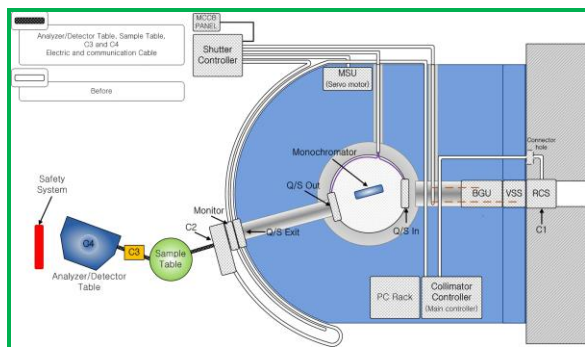 Analyzer/Detector Table, Sample Table,
C3 and C4
Electric and communication Cable
Before
MCCB
PANEL
Shutter
Controller
MSU
(Servo motor)
Monochromator
Q/S Out
Connector
hole
BGU
VSS
RCS
C1
Q/S In
Safety
System
Monitor
C2
Q/S Exit
C4
C3
Sample
Table
Analyzer/Detector
Table
PC Rack
Collimator
Controller
(Main controller)